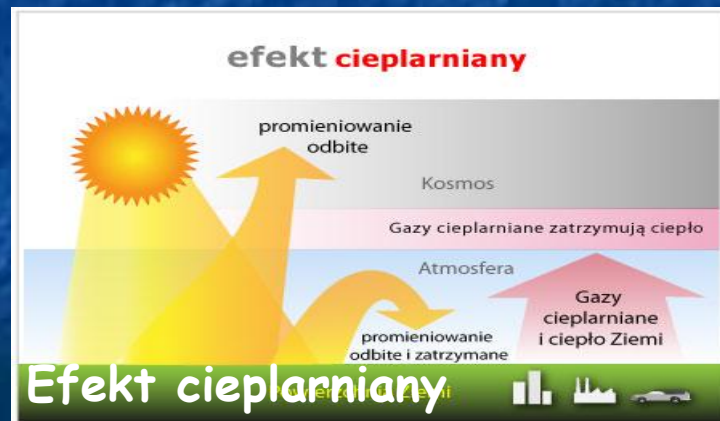 efekt cieplarniany
promieniowanie
odbite
Kosmos
Gazy cieplarniane zatrzymują ciepło
Atmosfera
Gazy
cieplarniane
i ciepło Ziemi
promieniowanie
odbite i zatrzymane
Efekt cieplarniany